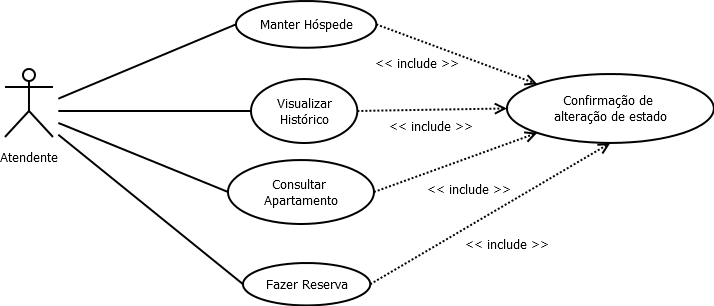 Manter Hóspede
<< include >>
Visualizar
Histórico
<< include >>
Confirmação de
alteração de estado
Atendente
Consultar
Apartamento
<< include >>
<< include >>
Fazer Reserva